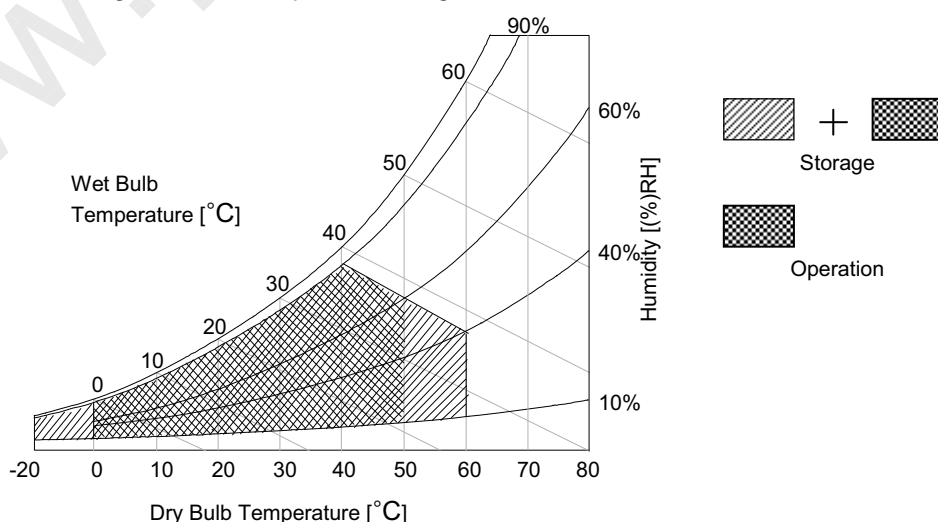 90%
60
60%
50
Wet Bulb
Temperature [°C]
Humidity [(%)RH]
40
40%
30
20
10
0
10%
-20 0 10 20 30 40 50 60 70 80
Dry Bulb Temperature [°C]
+
Storage
Operation